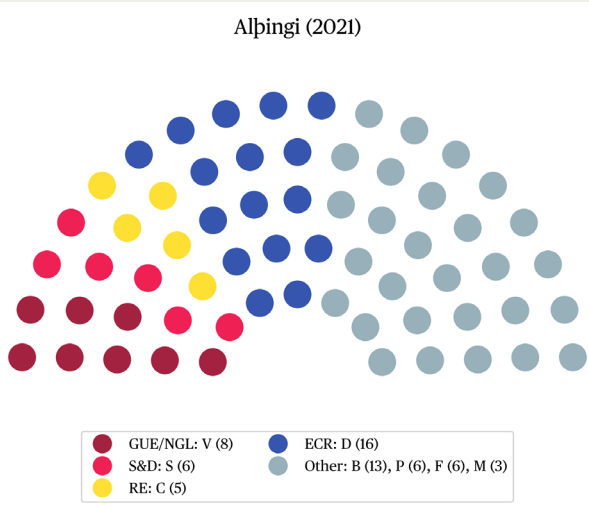 Alþingi (2021)
GUE/NGL: V (8)
S&D: S (6)
RE: C (5)
ECR: D (16)
Other: B (13), P (6), F (6), M (3)